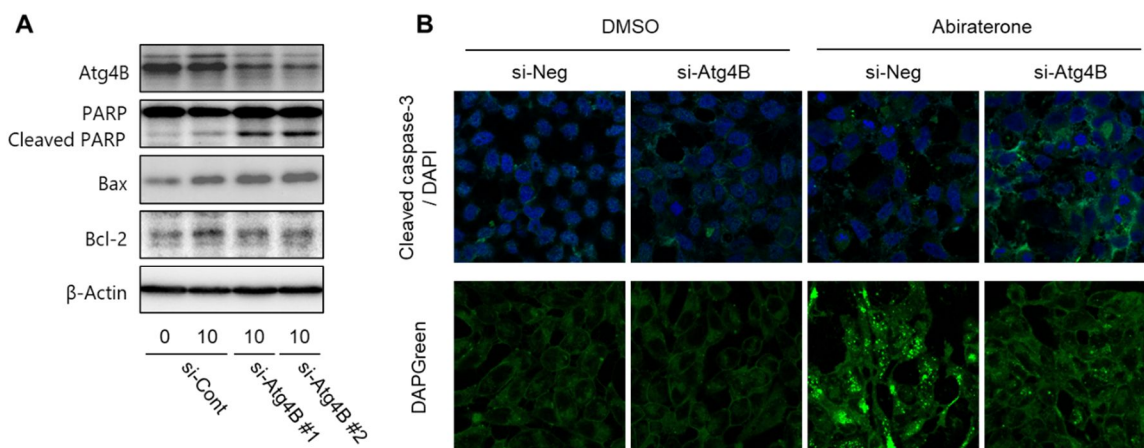 A
Atg4B
PARP
Cleaved PARP
Bax
Bcl-2
β-Actin
0 10 10 10
si-Cont
si-Atg4B #1
si-Atg4B #2
B
DMSO Abiraterone
si-Neg si-Atg4B si-Neg si-Atg4B
Cleaved caspase-3
/ DAPI
DAPGreen